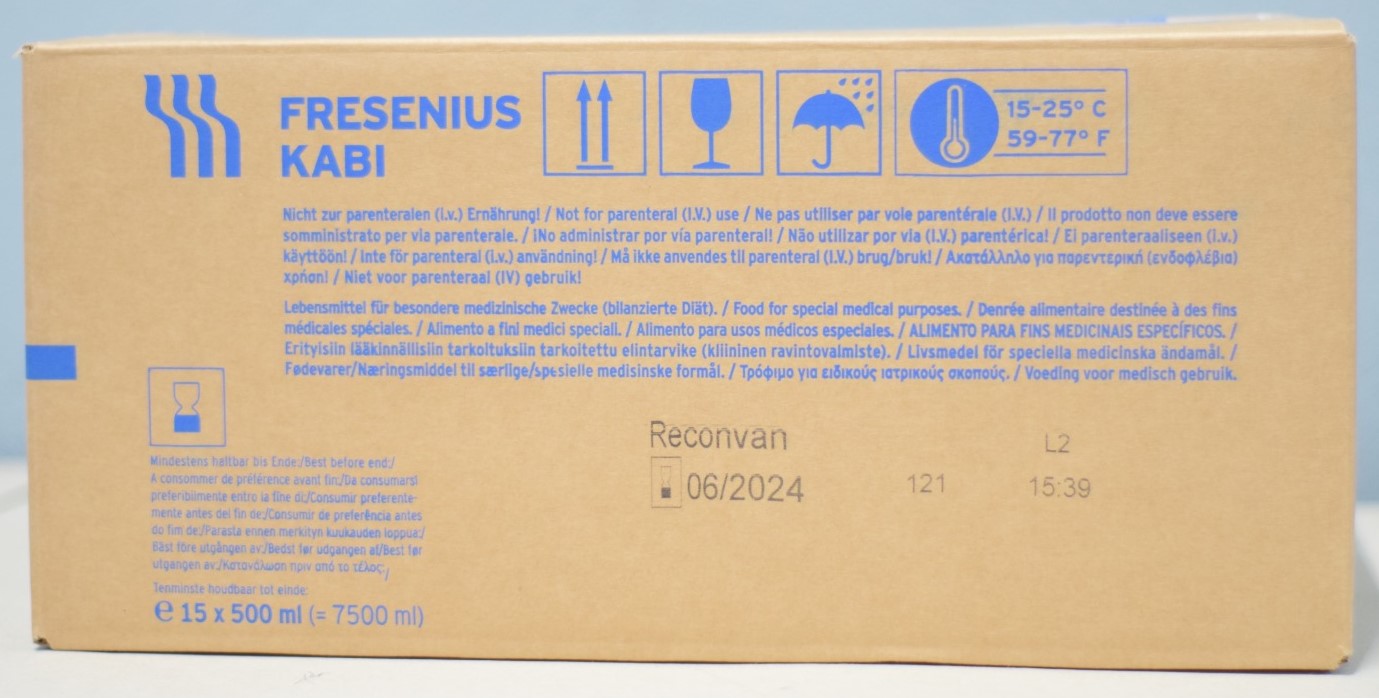 FRESENIUS
KABI
15-25° C
59-77° F
Nicht zur parenteralen (i.v.) Ernährung! / Not for parenteral (I.V.) use / Ne pas utiliser par voie parentérale (I.V.) / Il prodotto non deve essere
somministrato per via parenterale. / ¡No administrar por vía parenteral! / Não utilizar por via (I.V.) parentérica! / Ei parenteraaliseen (i.v.)
käyttöön! / Inte för parenteral (i.v.) användning! / Må ikke anvendes til parenteral (I.V.) brug/bruk! / Ακατάλληλο για παρεντερική (ενδοφλέβια)
χρήση! / Niet voor parenteraal (IV) gebruik!
Lebensmittel für besondere medizinische Zwecke (bilanzierte Diät). / Food for special medical purposes. / Denrée alimentaire destinée à des fins
médicales spéciales. / Alimento a fini medici speciali. / Alimento para usos médicos especiales. / ALIMENTO PARA FINS MEDICINAIS ESPECÍFICOS. /
Erityisiin lääkinnällisiin tarkoituksiin tarkoitettu elintarvike (kliininen ravintovalmiste). / Livsmedel för speciella medicinska ändamål. /
Fødevarer/Næringsmiddel til særlige/spesielle medisinske formål. / Τρόφιμο για ειδικούς ιατρικούς σκοπούς. / Voeding voor medisch gebruik.
Reconvan
L2
06/2024
121
15:39
Mindestens haltbar bis Ende:/Best before end:/
A consommer de préférence avant fin:/Da consumarsi
preferibilmente entro la fine di:/Consumir preferente-
mente antes del fin de:/Consumir de preferência antes
do fim de:/Parasta ennen merkityn kuukauden loppua:/
Bäst före utgången av:/Bedst før udgangen af/Best før
utgangen av:/Κατανάλωση πριν από το τέλος:/
Tenminste houdbaar tot einde:
℮ 15 x 500 ml (= 7500 ml)